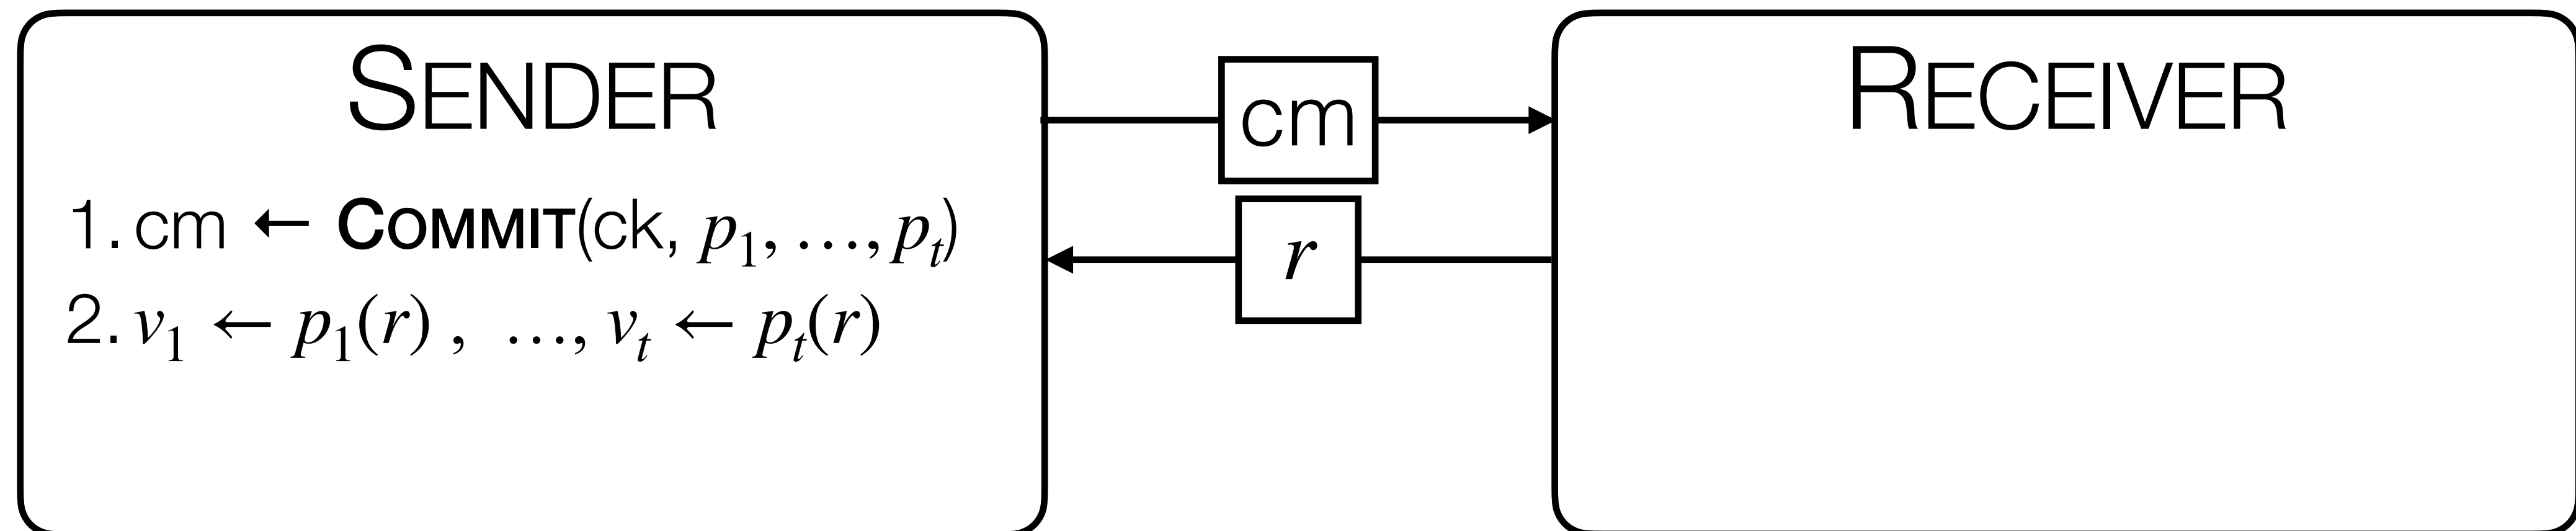 SENDER
1. cm ← COMMIT(ck, p₁, …, pₜ)
2. v₁ ← p₁(r) , …, vₜ ← pₜ(r)
cm
r
RECEIVER